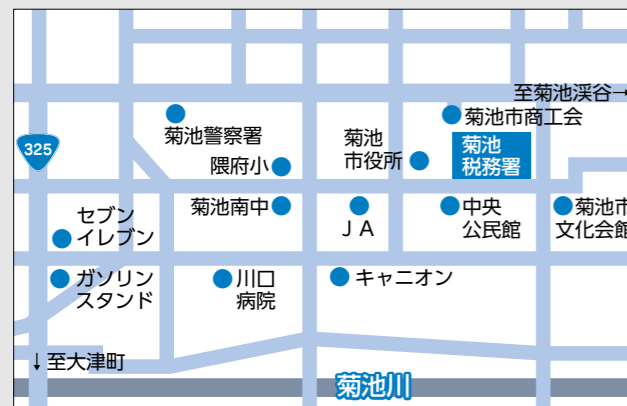 至菊池渓谷→
菊池市商工会
菊池警察署
菊池
市役所
菊池
税務署
325
隈府小
菊池南中
JA
中央
公民館
菊池市
文化会館
セブン
イレブン
ガソリン
スタンド
川口
病院
キャニオン
↓至大津町
菊池川